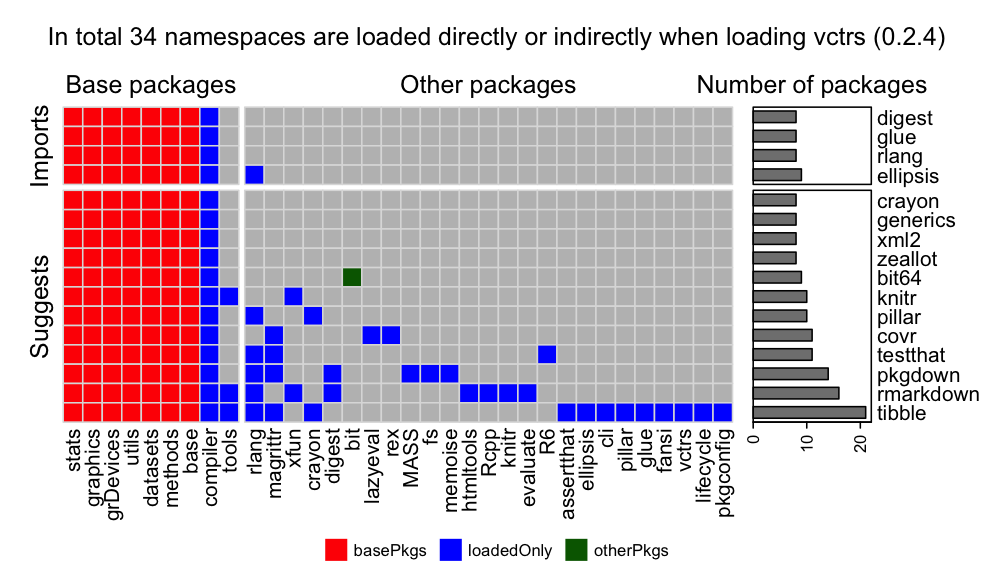 In total 34 namespaces are loaded directly or indirectly when loading vctrs (0.2.4)
Base packages
Other packages
Number of packages
Imports
digest
glue
rlang
ellipsis
Suggests
crayon
generics
xml2
zeallot
bit64
knitr
pillar
covr
testthat
pkgdown
rmarkdown
tibble
stats
graphics
grDevices
utils
datasets
methods
base
compiler
tools
rlang
magrittr
xfun
crayon
digest
bit
lazyeval
rex
MASS
fs
memoise
htmltools
Rcpp
knitr
evaluate
R6
assertthat
ellipsis
cli
pillar
glue
fansi
vctrs
lifecycle
pkgconfig
0
10
20
basePkgs
loadedOnly
otherPkgs